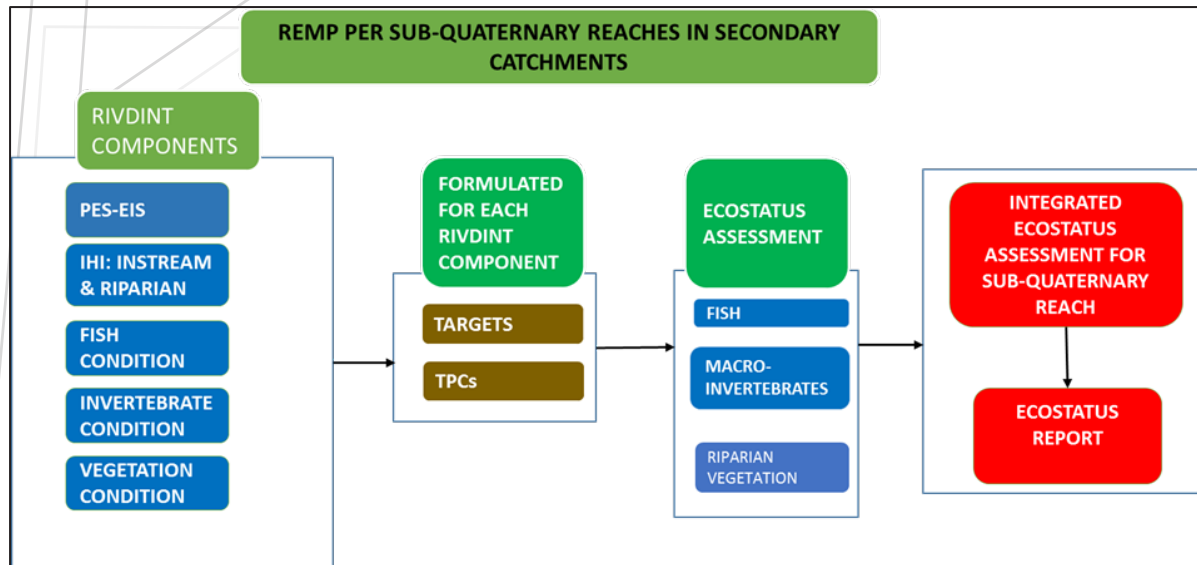 REMP PER SUB-QUATERNARY REACHES IN SECONDARY
CATCHMENTS
RIVDINT
COMPONENTS
PES-EIS
IHI: INSTREAM
& RIPARIAN
FISH
CONDITION
INVERTEBRATE
CONDITION
VEGETATION
CONDITION
FORMULATED
FOR EACH
RIVDINT
COMPONENT
TARGETS
TPCs
ECOSTATUS
ASSESSMENT
FISH
MACRO-
INVERTEBRATES
RIPARIAN
VEGETATION
INTEGRATED
ECOSTATUS
ASSESSMENT FOR
SUB-QUATERNARY
REACH
ECOSTATUS
REPORT